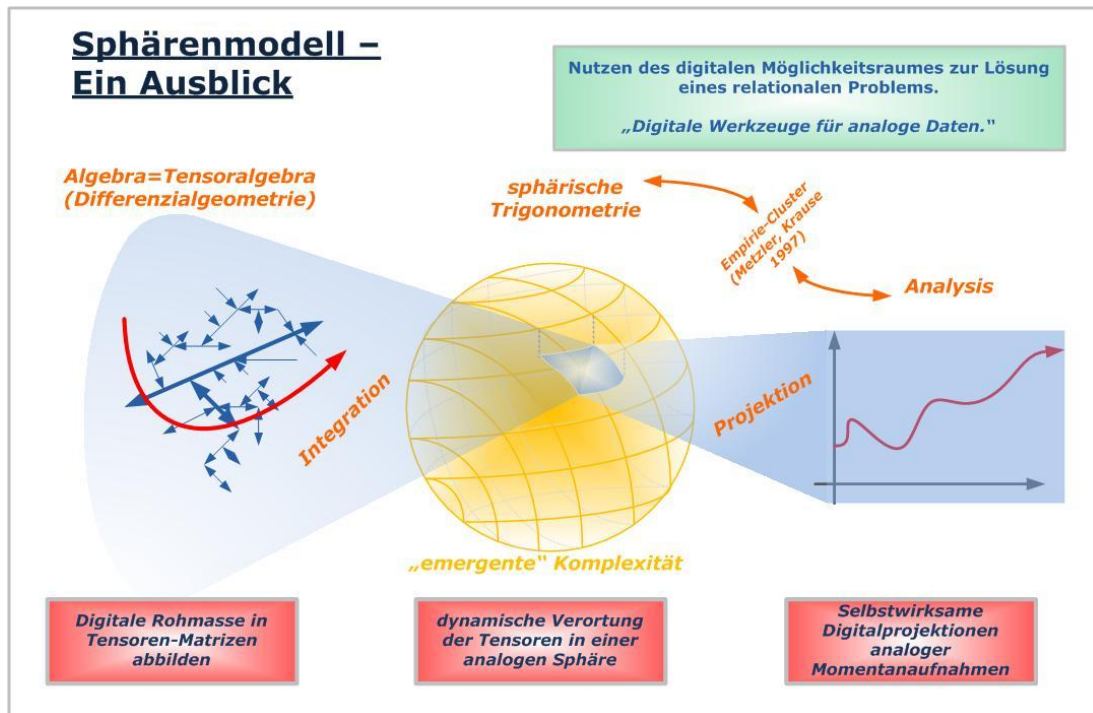 Sphärenmodell –
Ein Ausblick
Nutzen des digitalen Möglichkeitsraumes zur Lösung
eines relationalen Problems.
„Digitale Werkzeuge für analoge Daten.“
Algebra=Tensoralgebra
(Differenzialgeometrie)
sphärische
Trigonometrie
Empirie-Cluster
(Metzler, Krause
1997)
Analysis
Integration
Projektion
„emergente“ Komplexität
Digitale Rohmasse in
Tensoren-Matrizen
abbilden
dynamische Verortung
der Tensoren in einer
analogen Sphäre
Selbstwirksame
Digitalprojektionen
analoger
Momentanaufnahmen